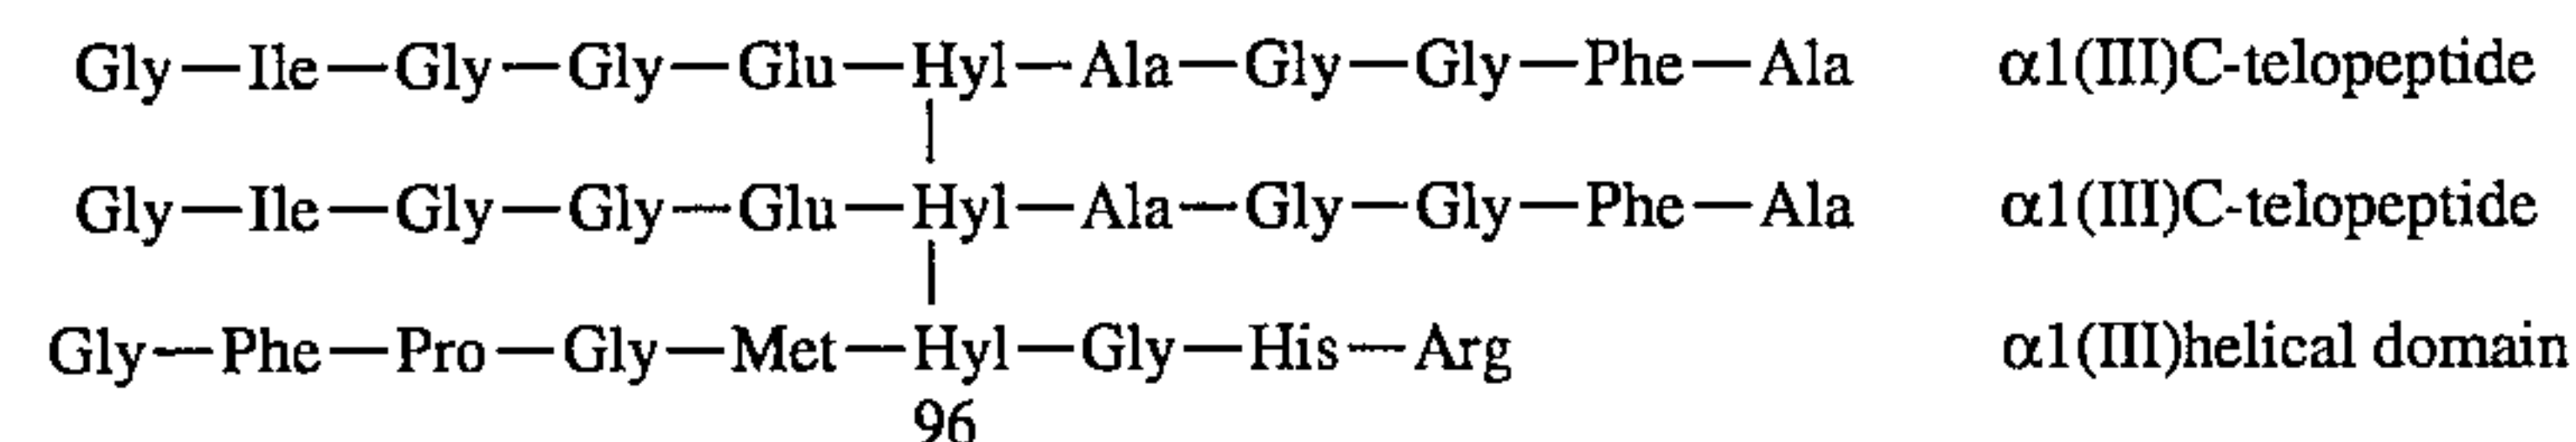 Gly—Ile—Gly—Gly—Glu—Hyl—Ala—Gly—Gly—Phe—Ala α1(III)C-telopeptide
Gly—Ile—Gly—Gly—Glu—Hyl—Ala—Gly—Gly—Phe—Ala α1(III)C-telopeptide
Gly—Phe—Pro—Gly—Met—Hyl—Gly—His—Arg α1(III)helical domain
96